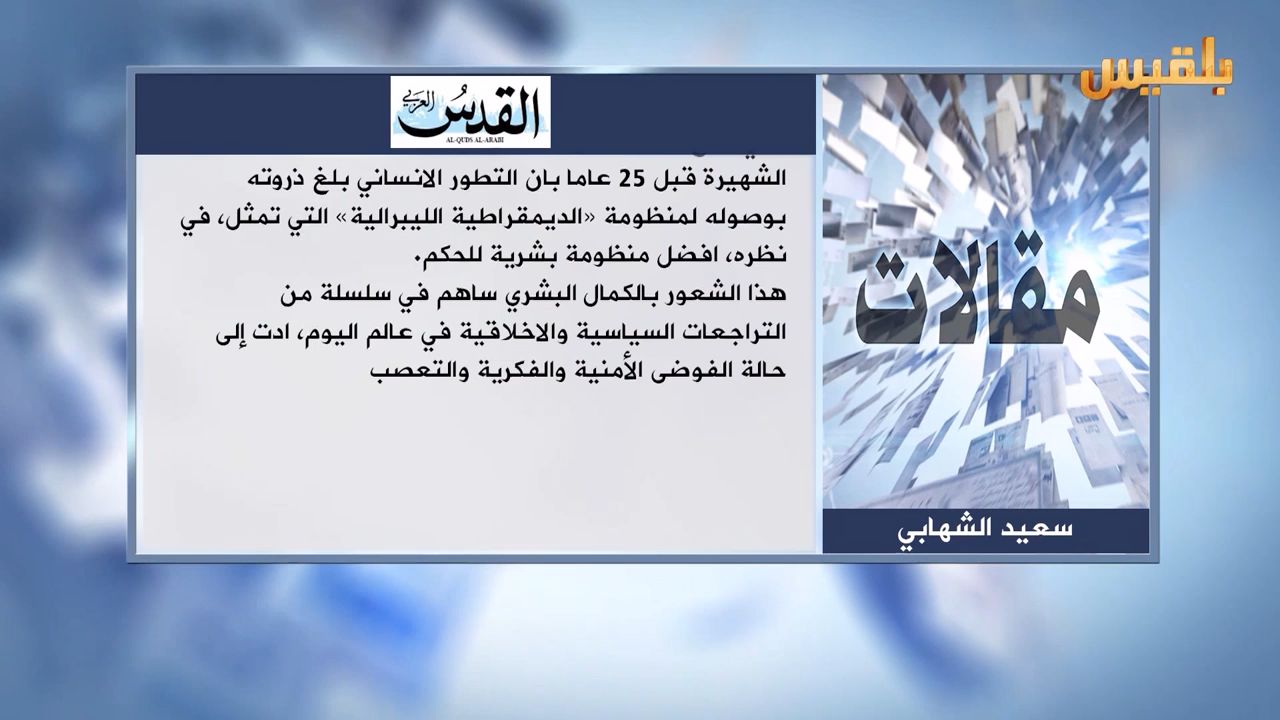 بلقيس
القدس العربي
AL-QUDS AL-ARABI
الشهيرة قبل 25 عاما بان التطور الانساني بلغ ذروته
بوصوله لمنظومة «الديمقراطية الليبرالية» التي تمثل، في
نظره، افضل منظومة بشرية للحكم.
هذا الشعور بالكمال البشري ساهم في سلسلة من
التراجعات السياسية والاخلاقية في عالم اليوم، ادت إلى
حالة الفوضى الأمنية والفكرية والتعصب
مقالات
سعيد الشهابي